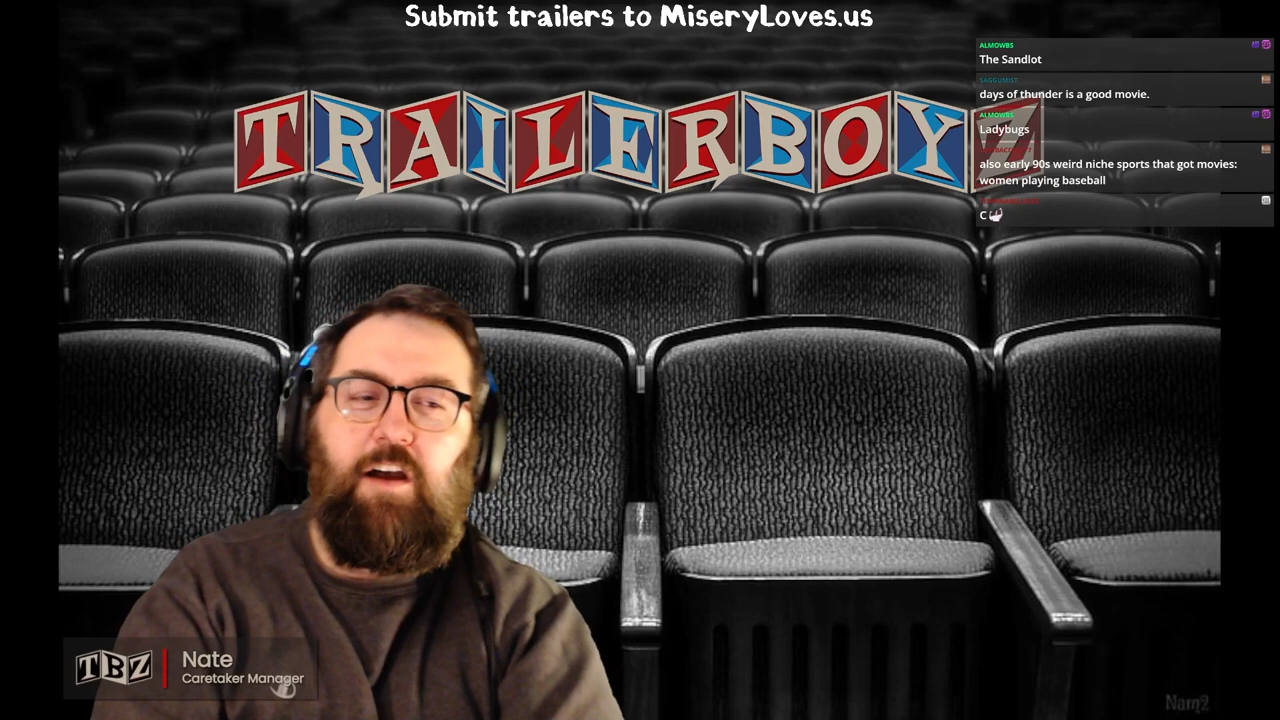 Submit trailers to MiseryLoves.us
TRAILERBOYZ
ALMOWBS
The Sandlot
SAGGUMIST
days of thunder is a good movie.
ALMOWBS
Ladybugs
also early 90s weird niche sports that got movies:
women playing baseball
C
TBZ
Nate
Caretaker Manager